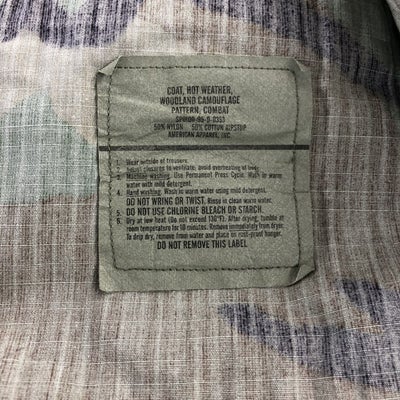 COAT, HOT WEATHER,
WOODLAND CAMOUFLAGE
PATTERN, COMBAT
50% NYLON 50% COTTON RIPSTOP
AMERICAN APPAREL, INC.
1. Wear outside of trousers.
2. Adjust closures to ventilate; avoid overheating of body.
3. Machine washing. Use Permanent Press Cycle. Wash in warm
water with mild detergent.
4. Hand washing. Wash in warm water using mild detergent.
DO NOT WRING OR TWIST. Rinse in clean warm water.
5. DO NOT USE CHLORINE BLEACH OR STARCH.
6. Dry at low heat (Do not exceed 130°F). After drying, tumble at
room temperature for 10 minutes. Remove immediately from dryer.
To drip dry, remove from water and place on rust-proof hanger.
DO NOT REMOVE THIS LABEL